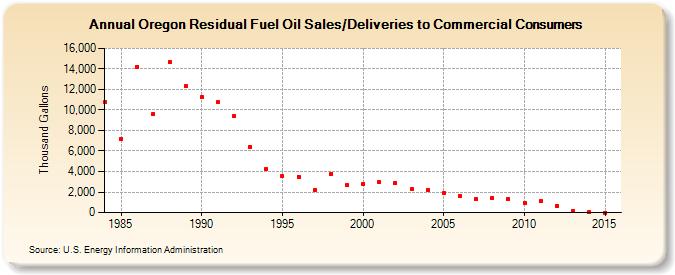 Annual Oregon Residual Fuel Oil Sales/Deliveries to Commercial Consumers
Thousand Gallons
16,000
14,000
12,000
10,000
8,000
6,000
4,000
2,000
0
1985 1990 1995 2000 2005 2010 2015
Source: U.S. Energy Information Administration